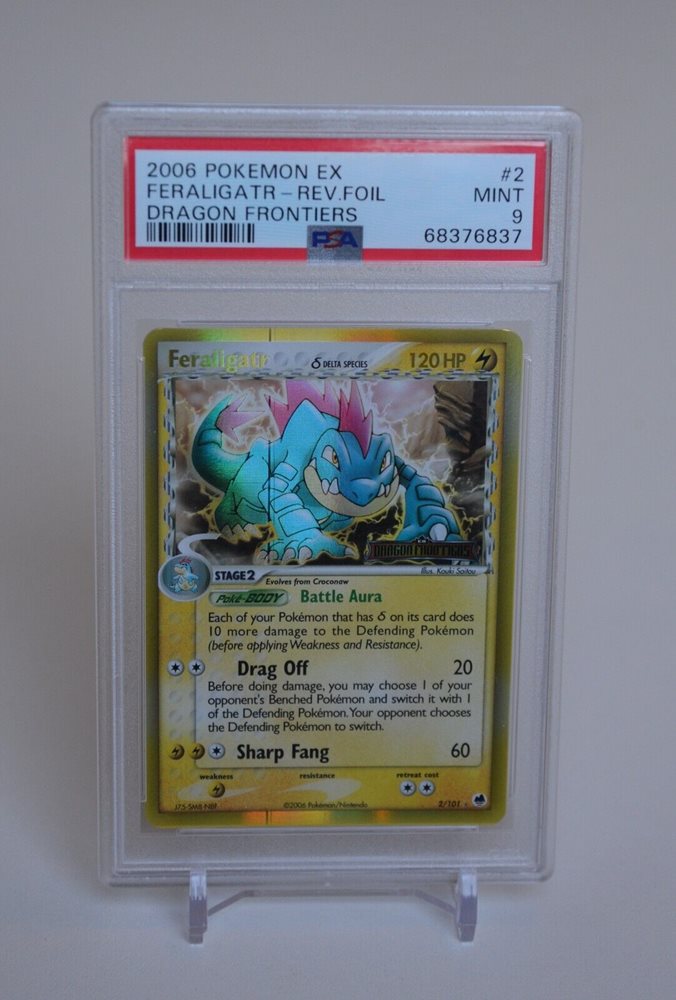 2006 POKEMON EX #2
FERALIGATR - REV.FOIL MINT
DRAGON FRONTIERS 9
PSA 68376837
Feraligatr δ DELTA SPECIES 120 HP
DRAGON FRONTIERS
Illus. Kouki Saitou
STAGE 2 Evolves from Croconaw
Poké-BODY Battle Aura
Each of your Pokémon that has δ on its card does
10 more damage to the Defending Pokémon
(before applying Weakness and Resistance).
Drag Off 20
Before doing damage, you may choose 1 of your
opponent's Benched Pokémon and switch it with 1
of the Defending Pokémon. Your opponent chooses
the Defending Pokémon to switch.
Sharp Fang 60
weakness resistance retreat cost
©2006 Pokémon/Nintendo 2/101